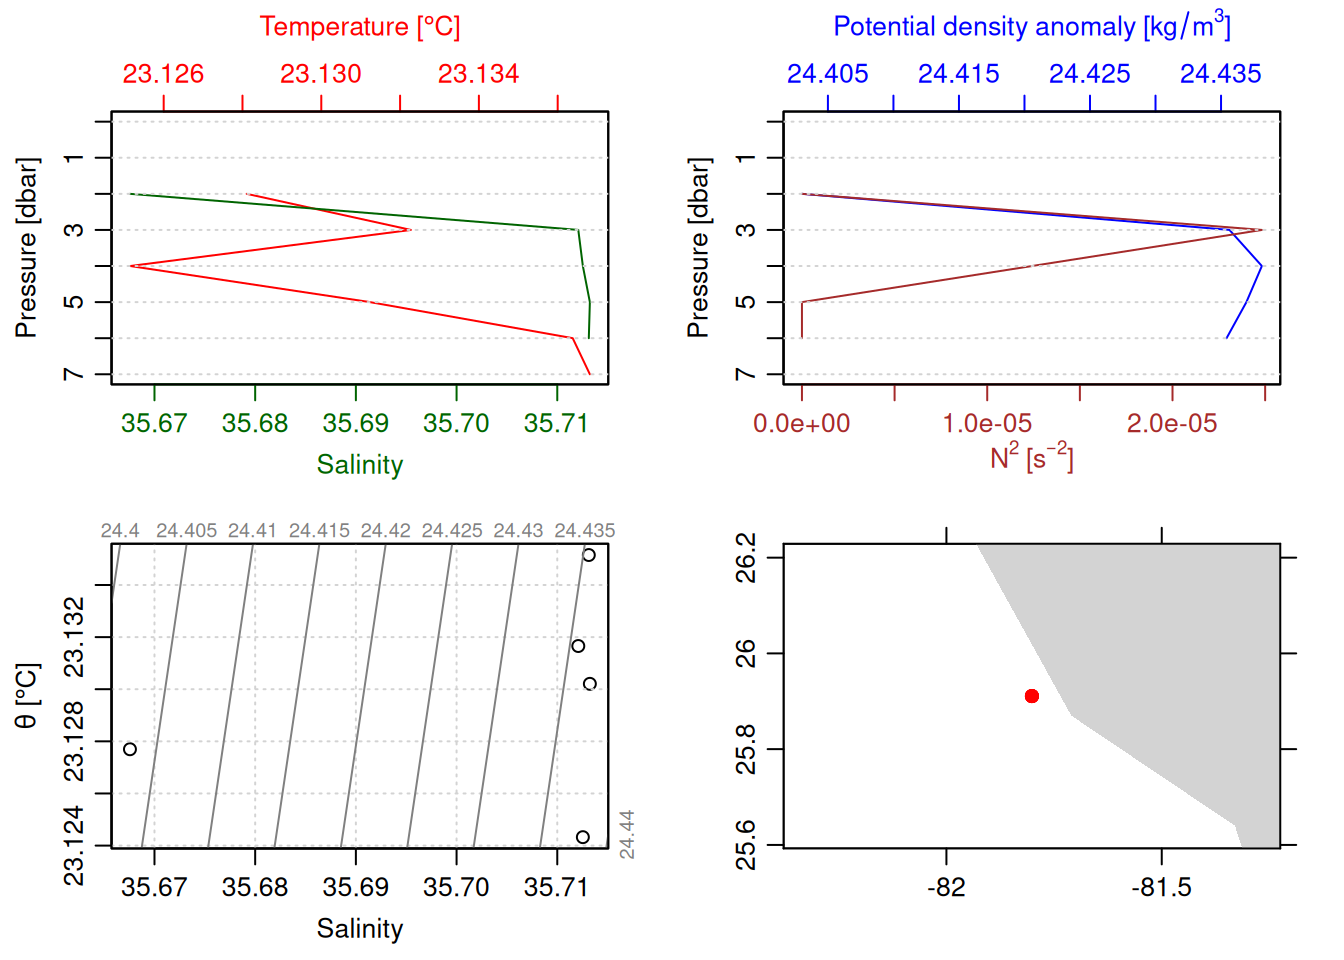 Temperature [°C]
23.126 23.130 23.134
Pressure [dbar]
1
3
5
7
35.67 35.68 35.69 35.70 35.71
Salinity
Potential density anomaly [kg/m³]
24.405 24.415 24.425 24.435
Pressure [dbar]
1
3
5
7
0.0e+00 1.0e-05 2.0e-05
N² [s⁻²]
24.4 24.405 24.41 24.415 24.42 24.425 24.43 24.435
24.44
θ [°C]
23.132
23.128
23.124
35.67 35.68 35.69 35.70 35.71
Salinity
26.2
26
25.8
25.6
-82 -81.5